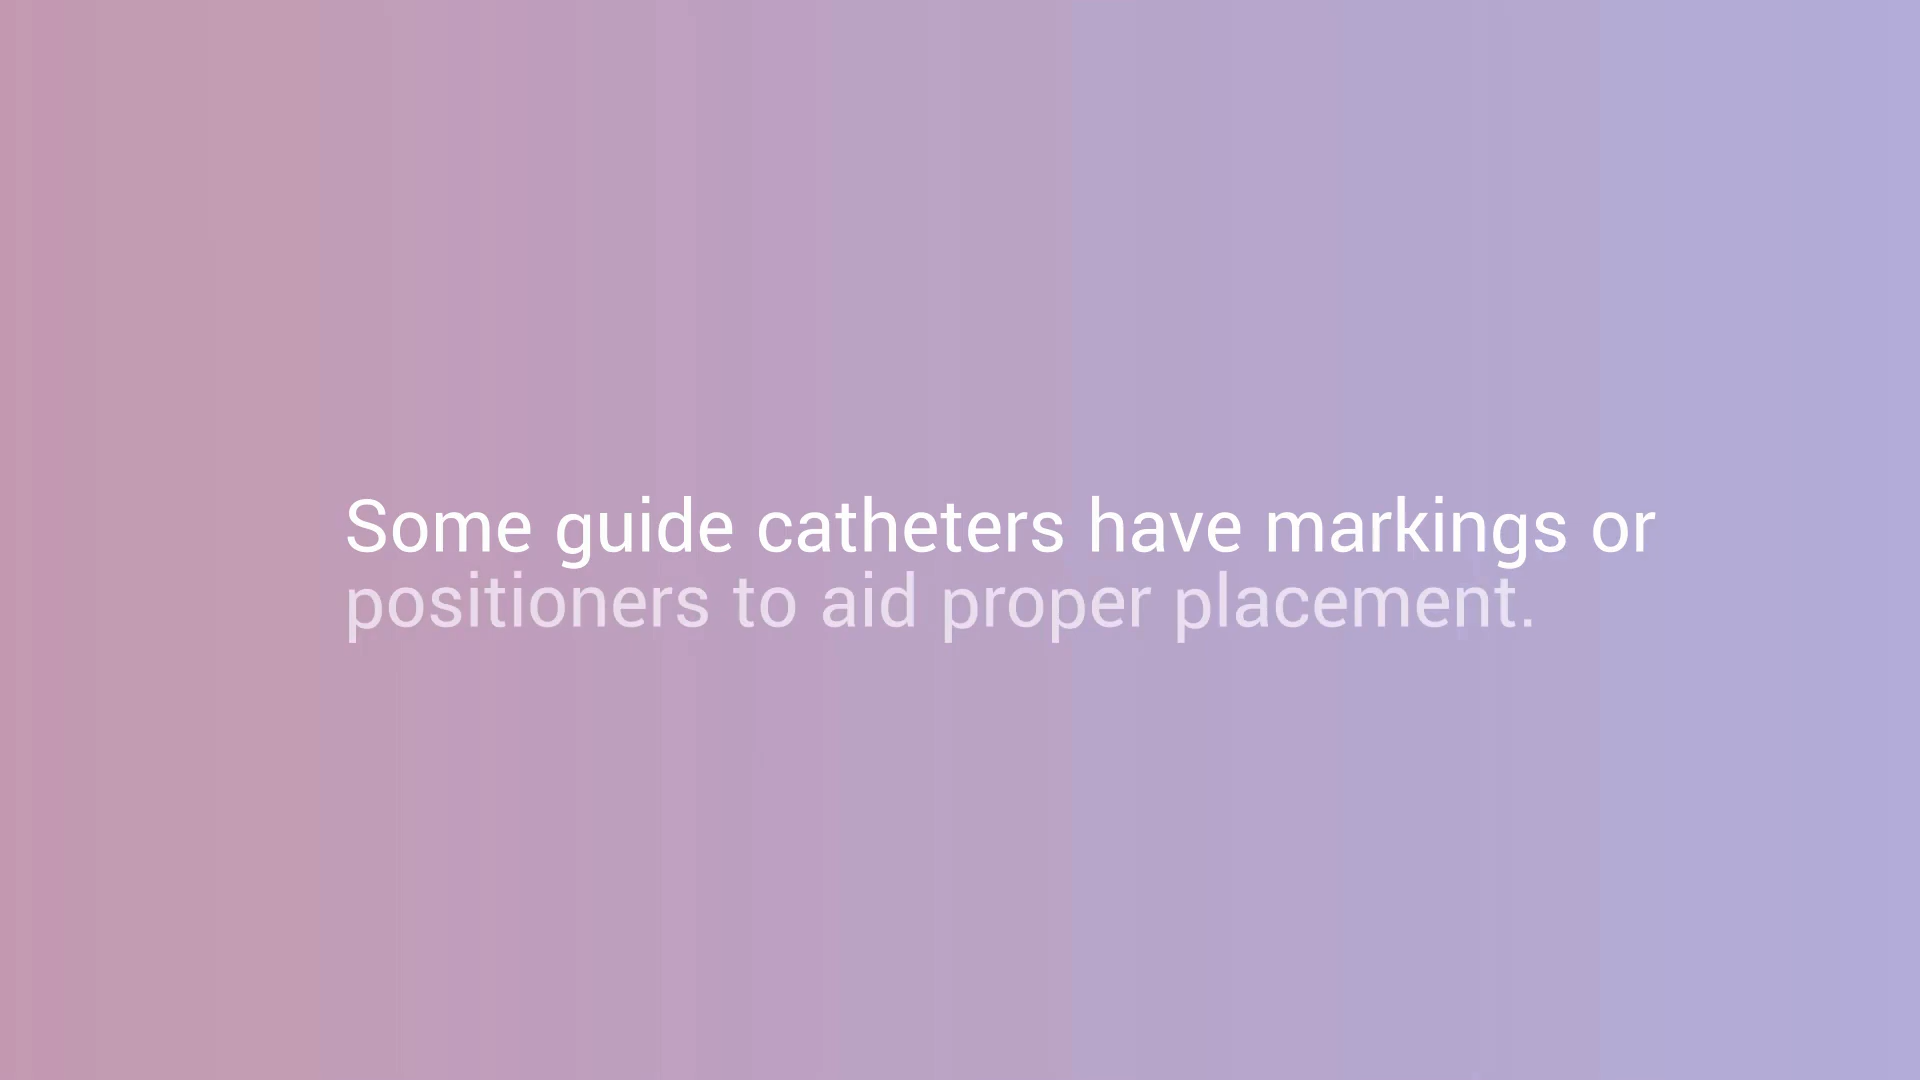 Some guide catheters have markings or
positioners to aid proper placement.